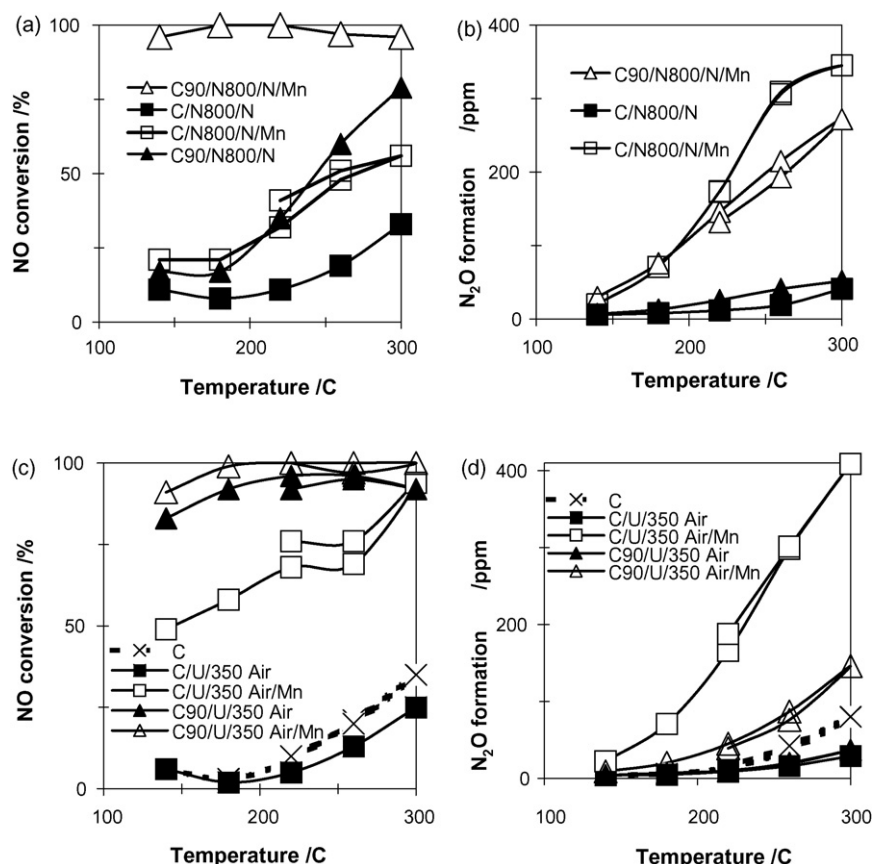 (a)
100
50
0
NO conversion /%
C90/N800/N/Mn
C/N800/N
C/N800/N/Mn
C90/N800/N
100
200
300
Temperature /C
(b)
400
200
0
N₂O formation /ppm
C90/N800/N/Mn
C/N800/N
C/N800/N/Mn
100
200
300
Temperature /C
(c)
100
50
0
NO conversion /%
C
C/U/350 Air
C/U/350 Air/Mn
C90/U/350 Air
C90/U/350 Air/Mn
100
200
300
Temperature /C
(d)
400
200
0
N₂O formation /ppm
C
C/U/350 Air
C/U/350 Air/Mn
C90/U/350 Air
C90/U/350 Air/Mn
100
200
300
Temperature /C